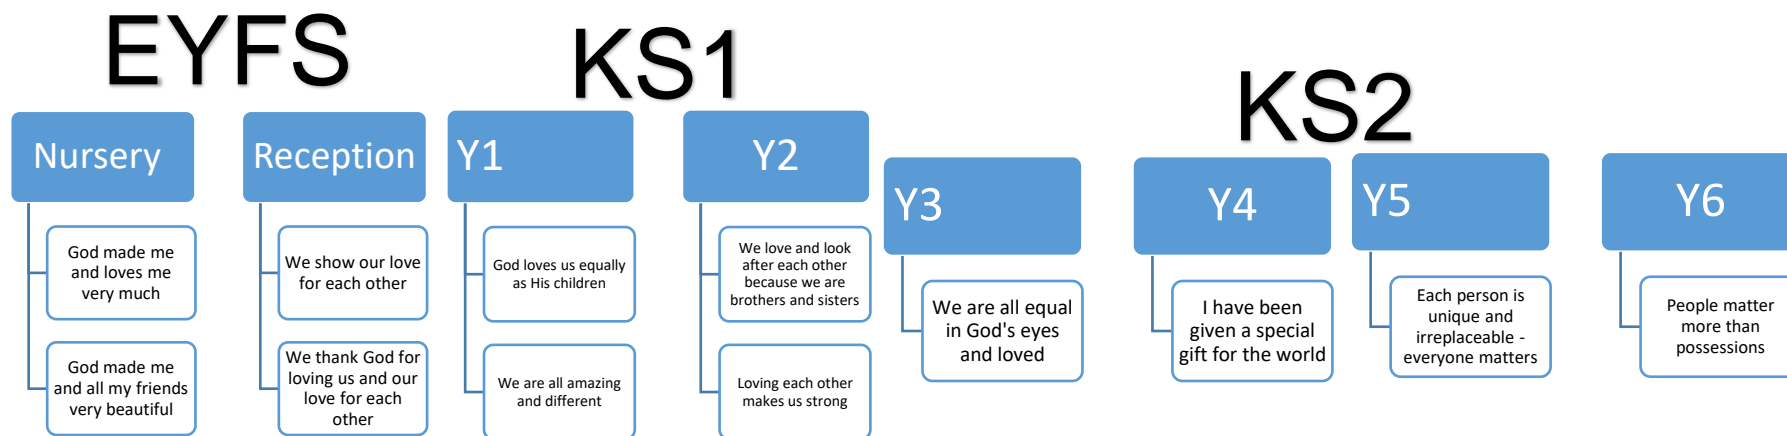 EYFS
KS1
KS2
Nursery
God made me
and loves me
very much
God made me
and all my friends
very beautiful
Reception
We show our love
for each other
We thank God for
loving us and our
love for each
other
Y1
God loves us equally
as His children
We are all amazing
and different
Y2
We love and look
after each other
because we are
brothers and sisters
Loving each other
makes us strong
Y3
We are all equal
in God's eyes
and loved
Y4
I have been
given a special
gift for the world
Y5
Each person is
unique and
irreplaceable -
everyone matters
Y6
People matter
more than
possessions